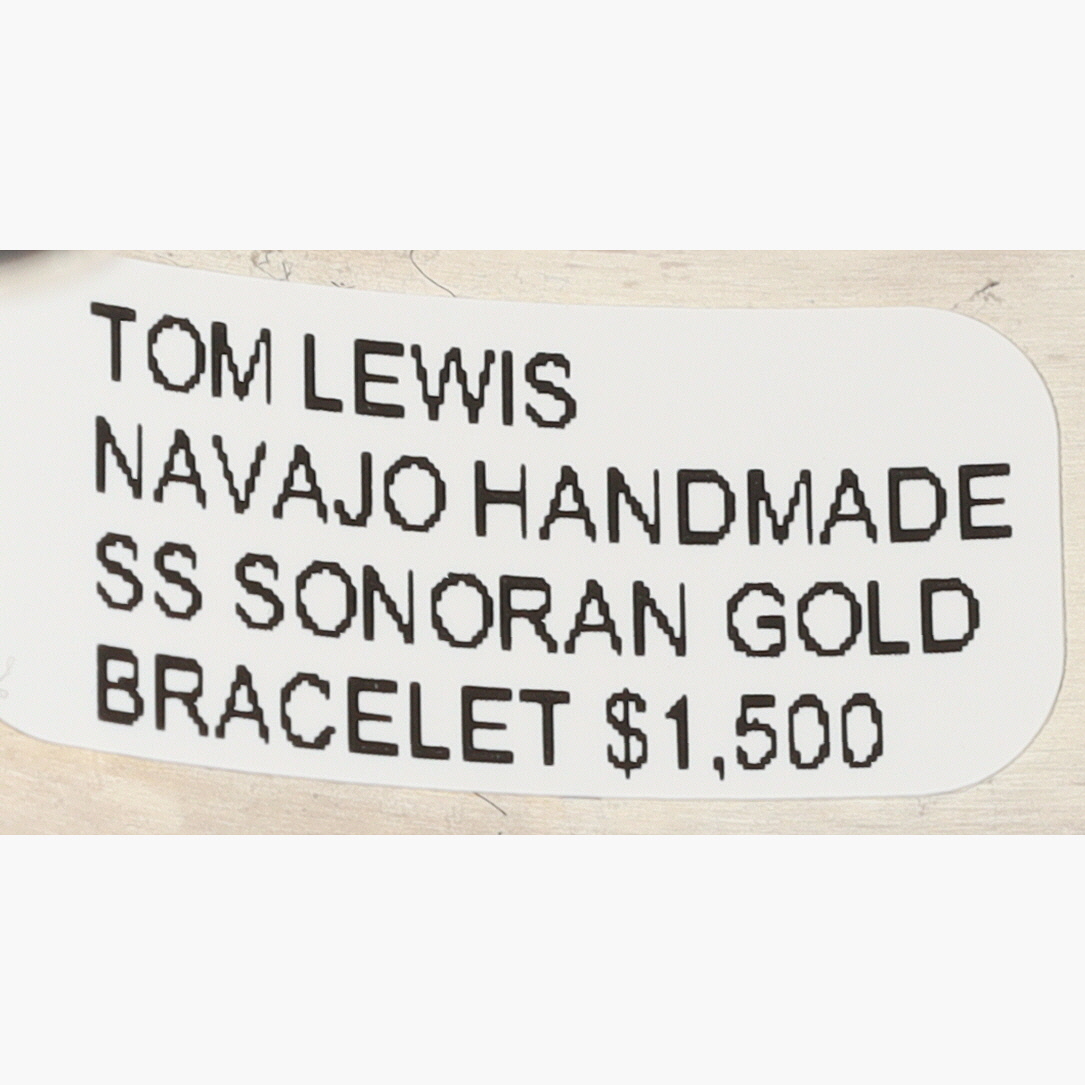 TOM LEWIS
NAVAJO HANDMADE
SS SONORAN GOLD
BRACELET $1,500